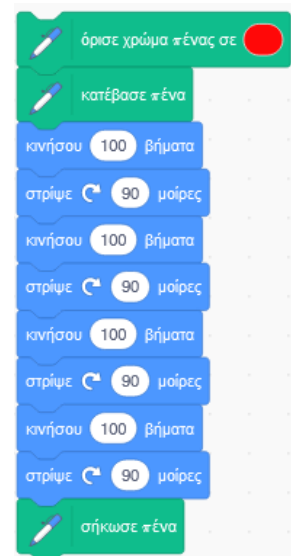 όρισε χρώμα πένας σε
κατέβασε πένα
κινήσου 100 βήματα
στρίψε 90 μοίρες
κινήσου 100 βήματα
στρίψε 90 μοίρες
κινήσου 100 βήματα
στρίψε 90 μοίρες
κινήσου 100 βήματα
στρίψε 90 μοίρες
σήκωσε πένα